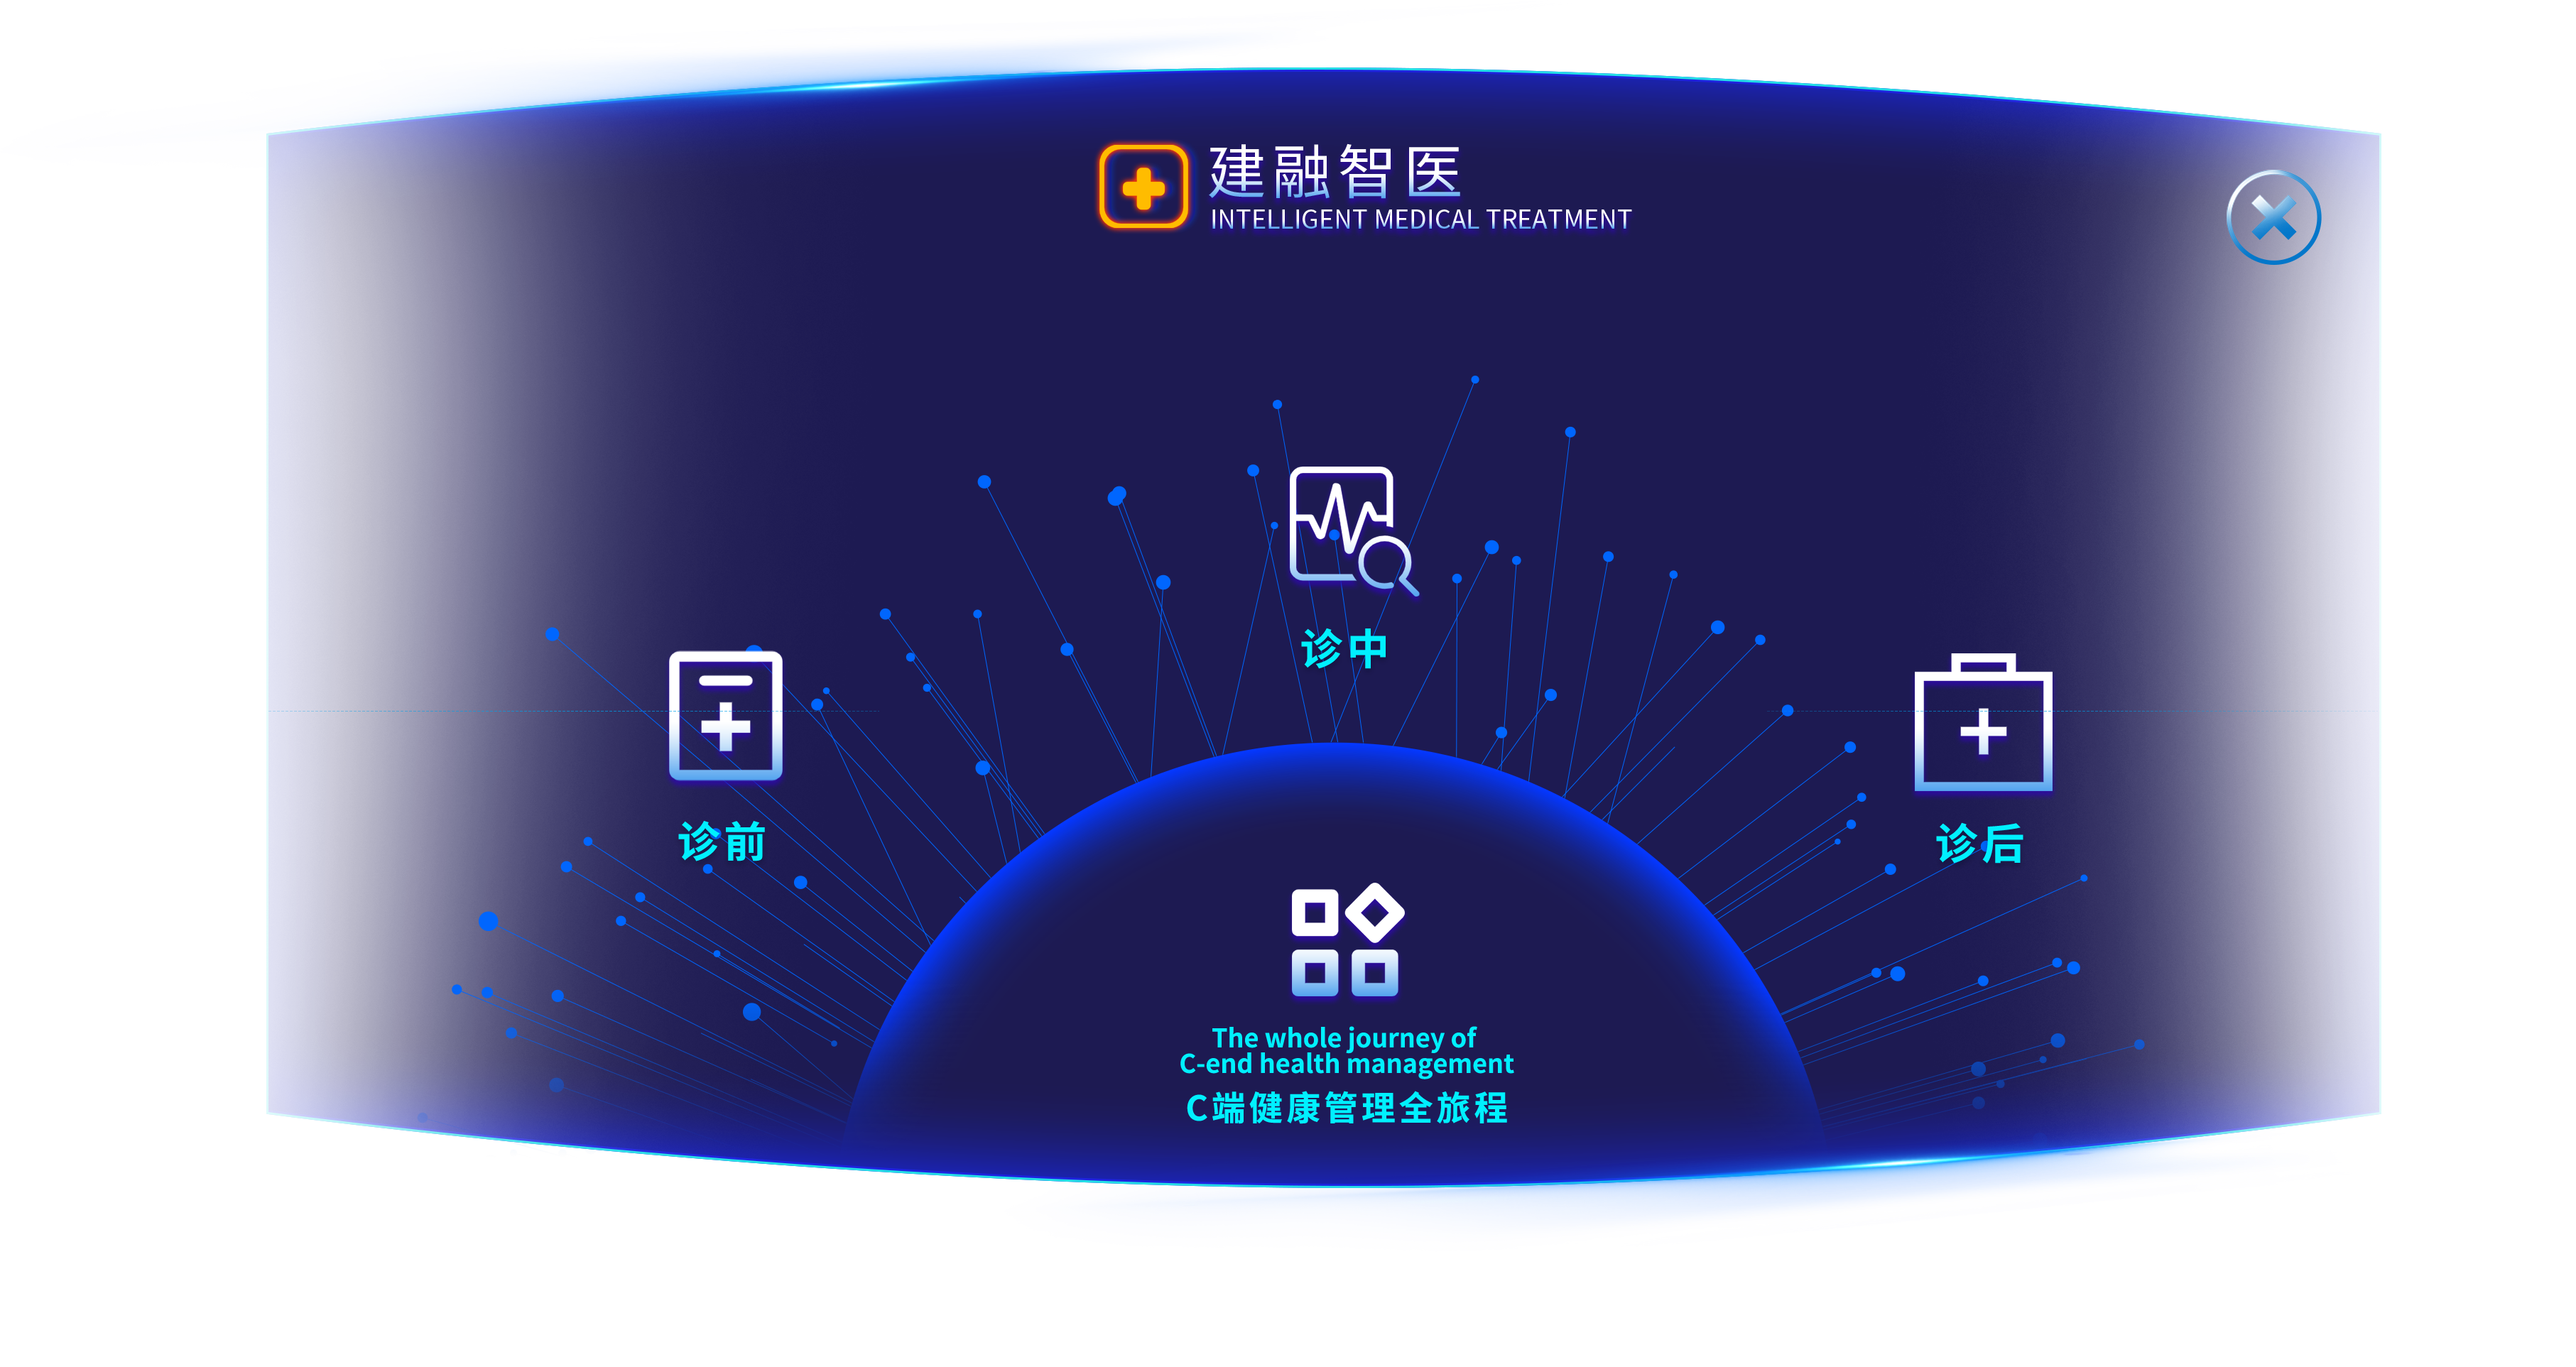 建融智医
INTELLIGENT MEDICAL TREATMENT
诊中
诊前
诊后
The whole journey of
C-end health management
C端健康管理全旅程